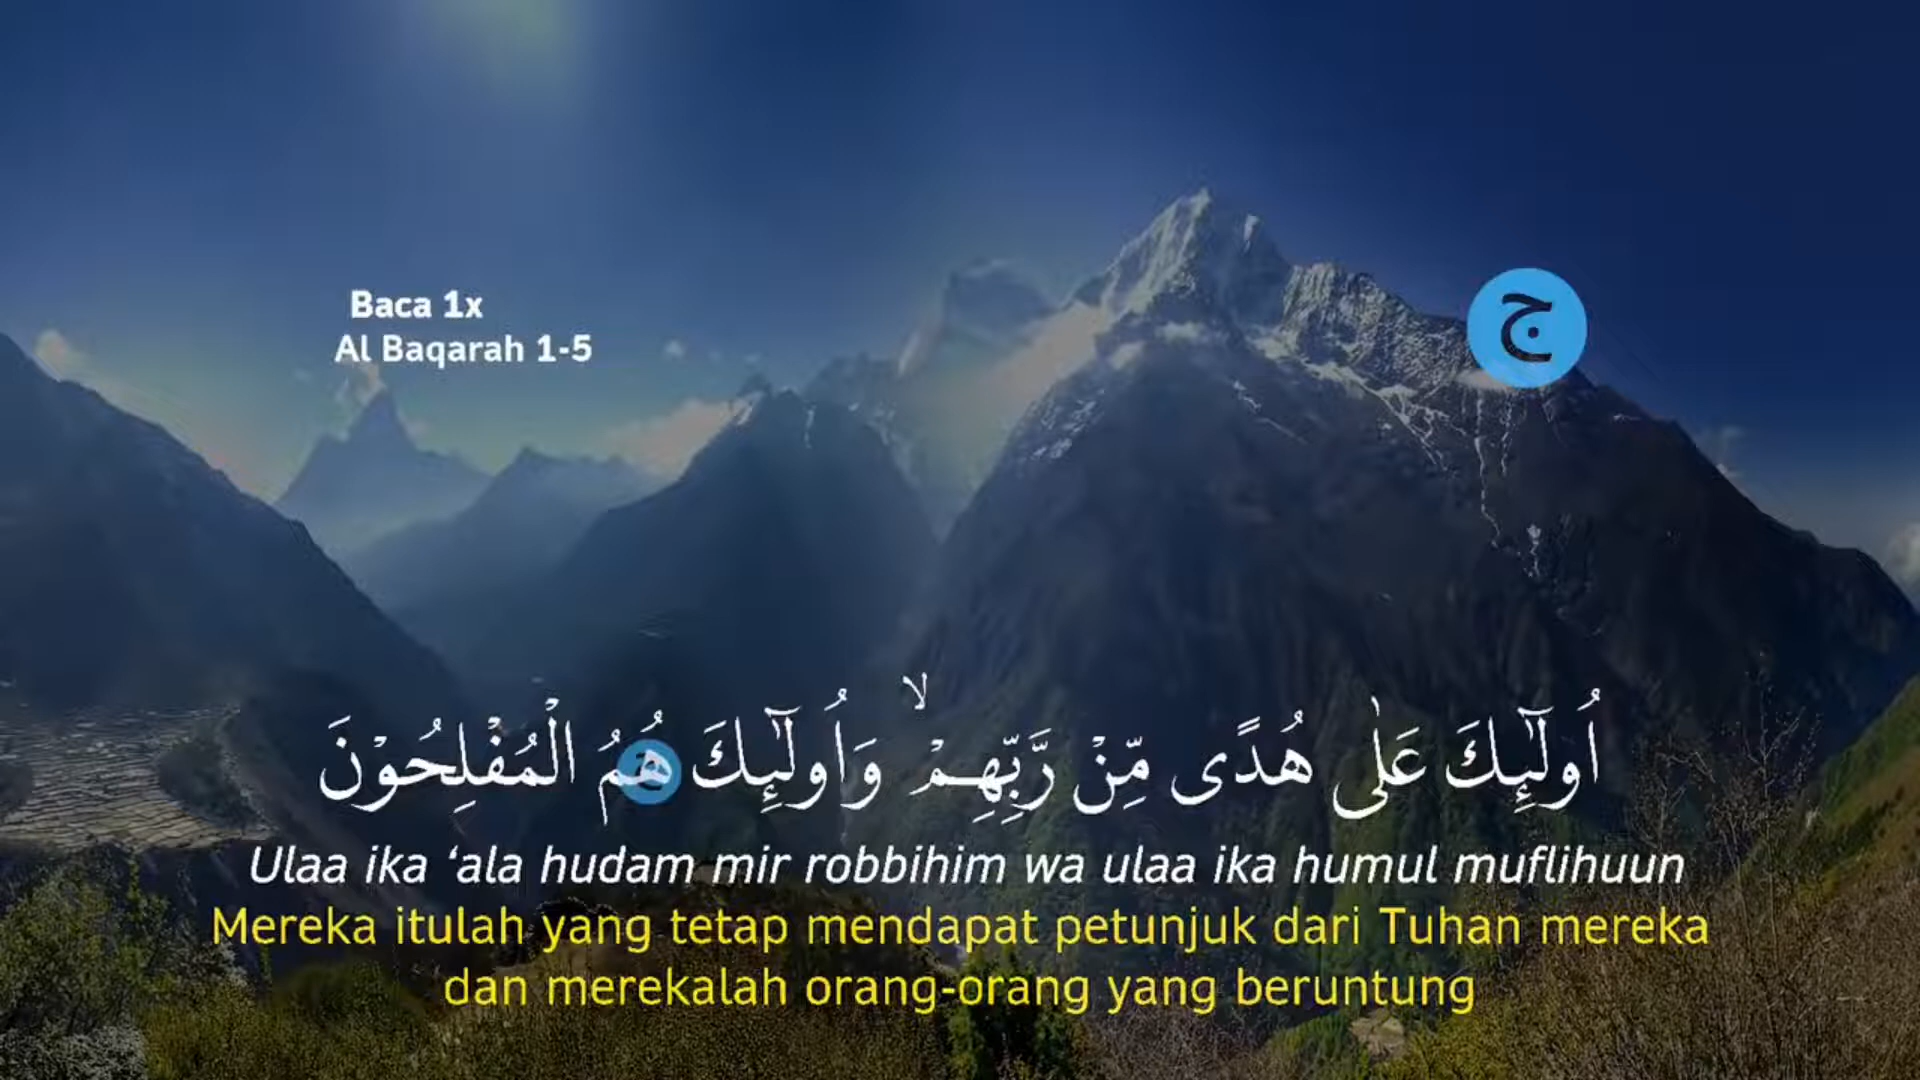 Baca 1x
Al Baqarah 1-5
ج
اُولٰۤىِٕكَ عَلٰى هُدًى مِّنْ رَّبِّهِمْ ۙ وَاُولٰۤىِٕكَ هُمُ الْمُفْلِحُوْنَ
Ulaa ika ‘ala hudam mir robbihim wa ulaa ika humul muflihuun
Mereka itulah yang tetap mendapat petunjuk dari Tuhan mereka
dan merekalah orang-orang yang beruntung